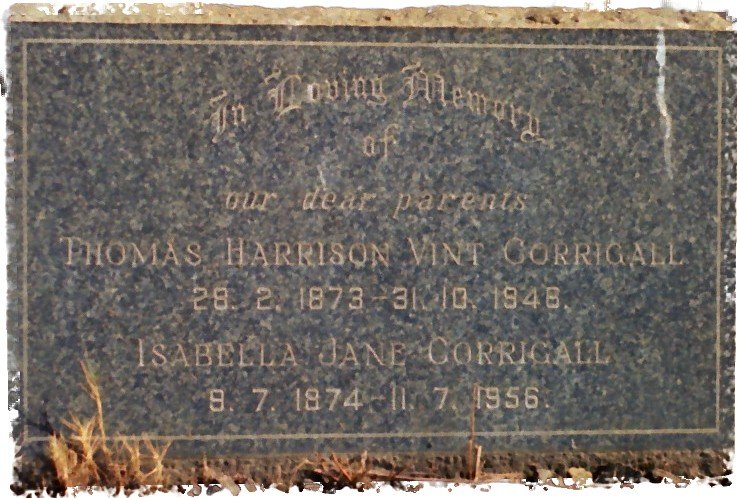 In Loving Memory
of
our dear parents
THOMAS HARRISON VINT CORRIGALL
28. 2. 1873-31. 10. 1948.
ISABELLA JANE CORRIGALL
9. 7. 1874-11. 7. 1956.